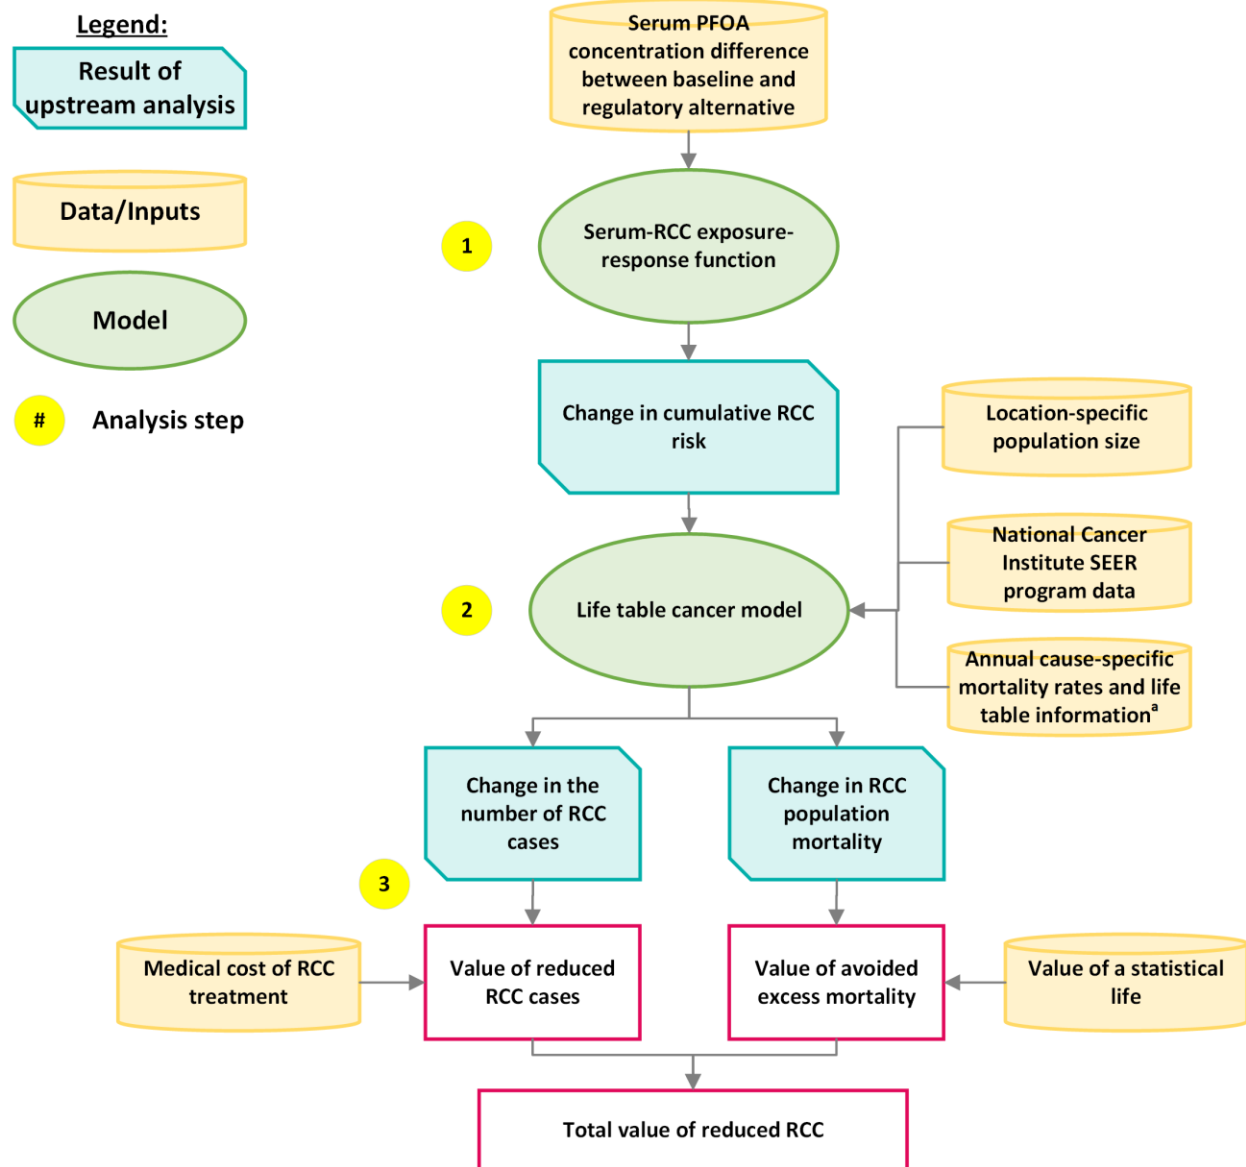 Legend:
Result of
upstream analysis
Data/Inputs
Model
# Analysis step
Serum PFOA
concentration difference
between baseline and
regulatory alternative
1
Serum-RCC exposure-
response function
Change in cumulative RCC
risk
Location-specific
population size
National Cancer
Institute SEER
program data
Annual cause-specific
mortality rates and life
table informationª
2
Life table cancer model
Change in the
number of RCC
cases
Change in RCC
population
mortality
3
Medical cost of RCC
treatment
Value of reduced
RCC cases
Value of avoided
excess mortality
Value of a statistical
life
Total value of reduced RCC